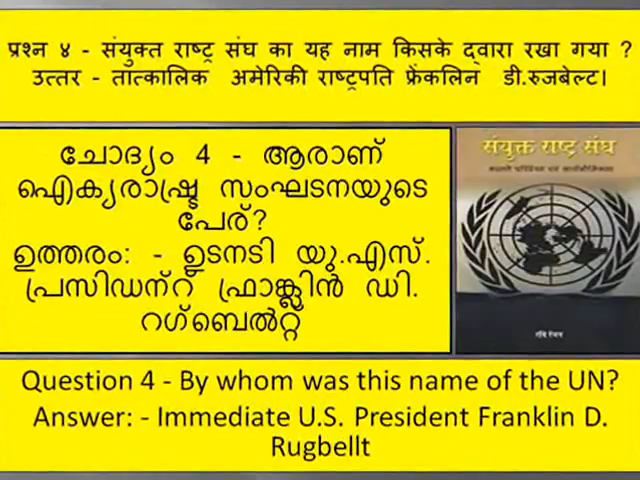 प्रश्न ४ - संयुक्त राष्ट्र संघ का यह नाम किसके द्वारा रखा गया ?
उत्तर - तात्कालिक अमेरिकी राष्ट्रपति फ्रेंकलिन डी.रुजबेल्ट।
ചോദ്യം 4 - ആരാണ്
ഐക്യരാഷ്ട്ര സംഘടനയുടെ
പേര്?
ഉത്തരം: - ഉടനടി യു.എസ്.
പ്രസിഡന്റ് ഫ്രാങ്ക്ലിൻ ഡി.
റഗ്ബെൽറ്റ്
संयुक्त राष्ट्र संघ
रवि रंजन
Question 4 - By whom was this name of the UN?
Answer: - Immediate U.S. President Franklin D.
Rugbellt